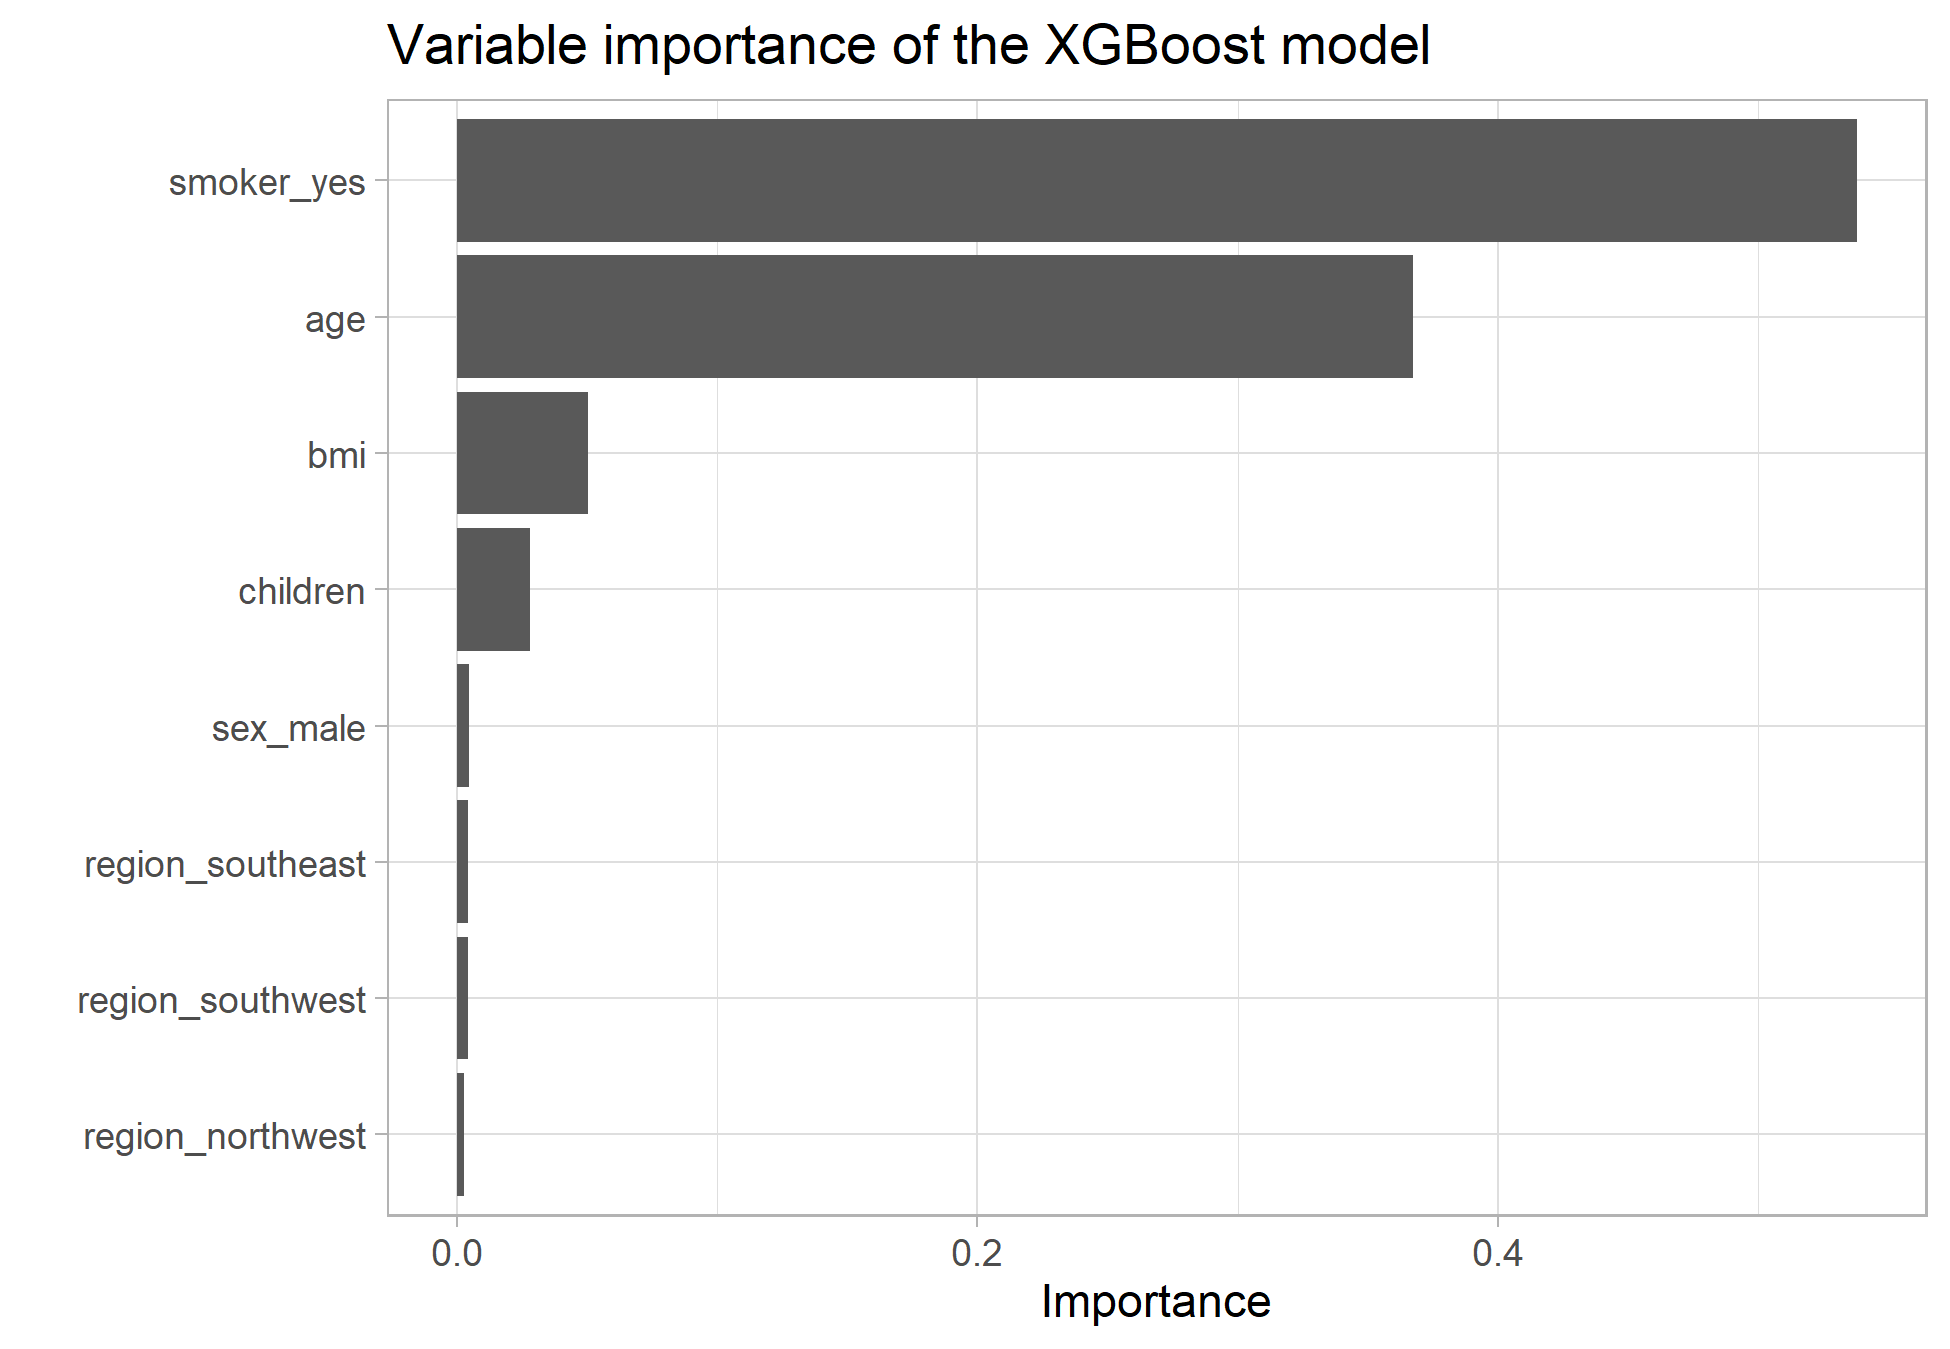 Variable importance of the XGBoost model
smoker_yes
age
bmi
children
sex_male
region_southeast
region_southwest
region_northwest
0.0 0.2 0.4
Importance